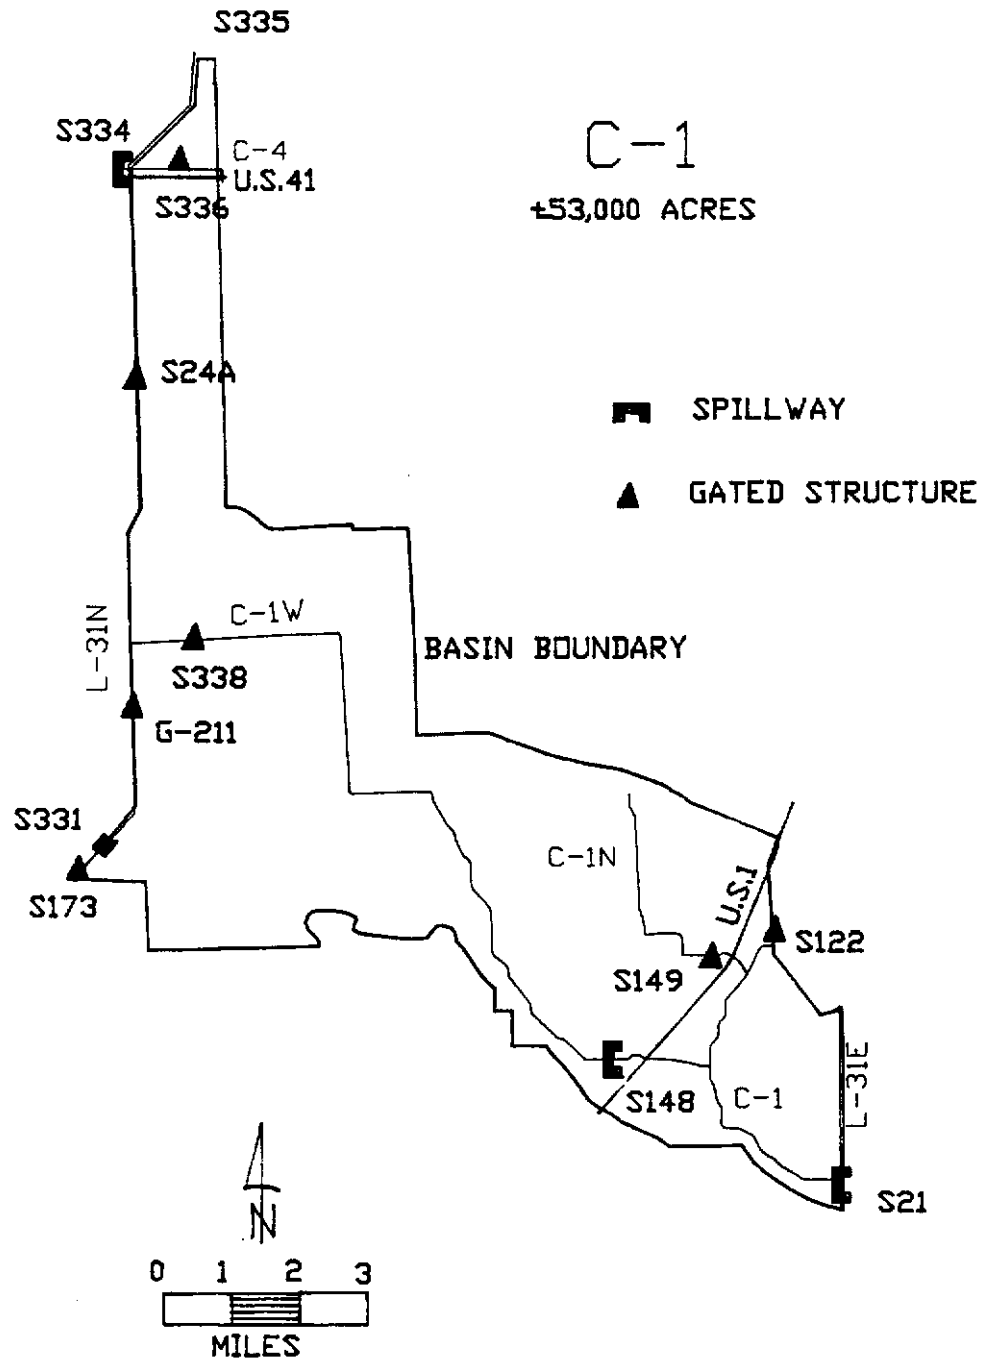 S335
C-1
±53,000 ACRES
S334
C-4
U.S.41
S336
S24A
SPILLWAY
GATED STRUCTURE
L-31N
C-1W
BASIN BOUNDARY
S338
G-211
S331
S173
C-1N
U.S.1
S122
S149
L-31E
S148
C-1
S21
N
0 1 2 3
MILES